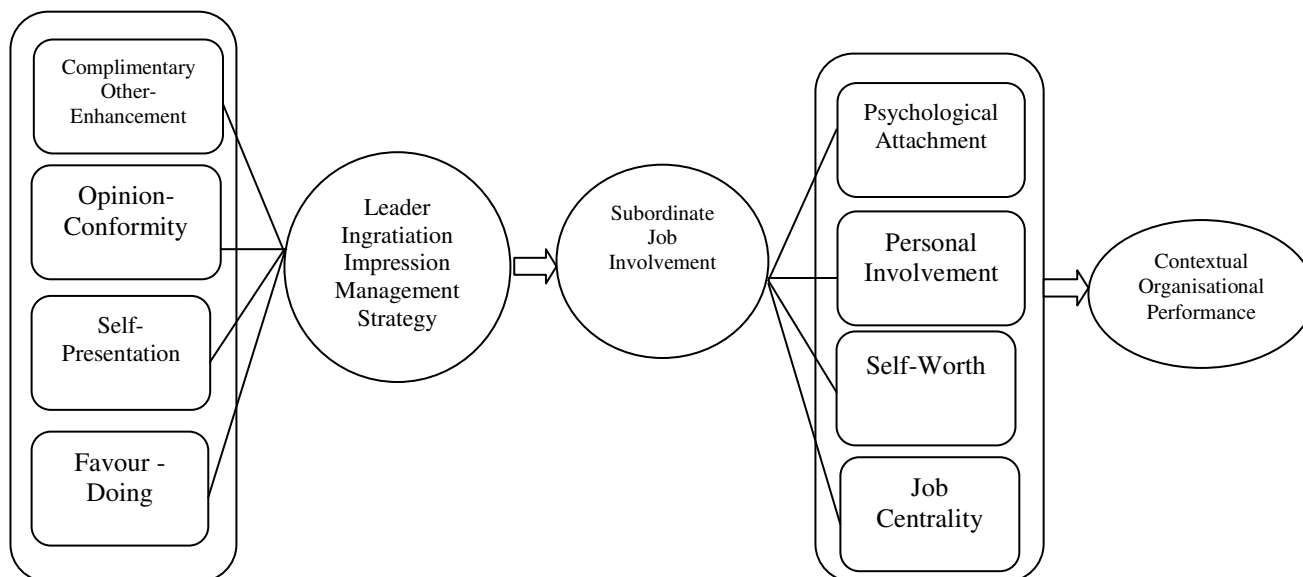 Complimentary
Other-
Enhancement
Opinion-
Conformity
Self-
Presentation
Favour -
Doing
Leader
Ingratiation
Impression
Management
Strategy
Subordinate
Job
Involvement
Psychological
Attachment
Personal
Involvement
Self-Worth
Job
Centrality
Contextual
Organisational
Performance